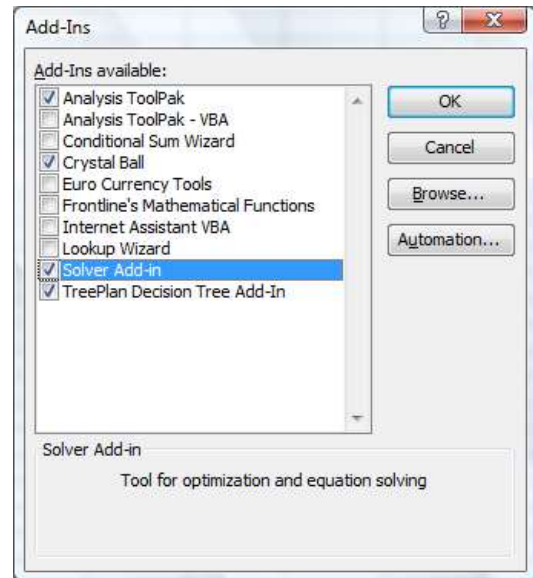 Add-Ins
Add-Ins available:
Analysis ToolPak
Analysis ToolPak - VBA
Conditional Sum Wizard
Crystal Ball
Euro Currency Tools
Frontline's Mathematical Functions
Internet Assistant VBA
Lookup Wizard
Solver Add-in
TreePlan Decision Tree Add-In
OK
Cancel
Browse...
Automation...
Solver Add-in
Tool for optimization and equation solving